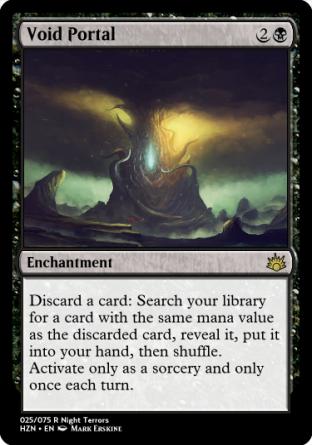 Void Portal 2
Enchantment
Discard a card: Search your library
for a card with the same mana value
as the discarded card, reveal it, put it
into your hand, then shuffle.
Activate only as a sorcery and only
once each turn.
025/075 R Night Terrors
HZN • EN Mark Erskine